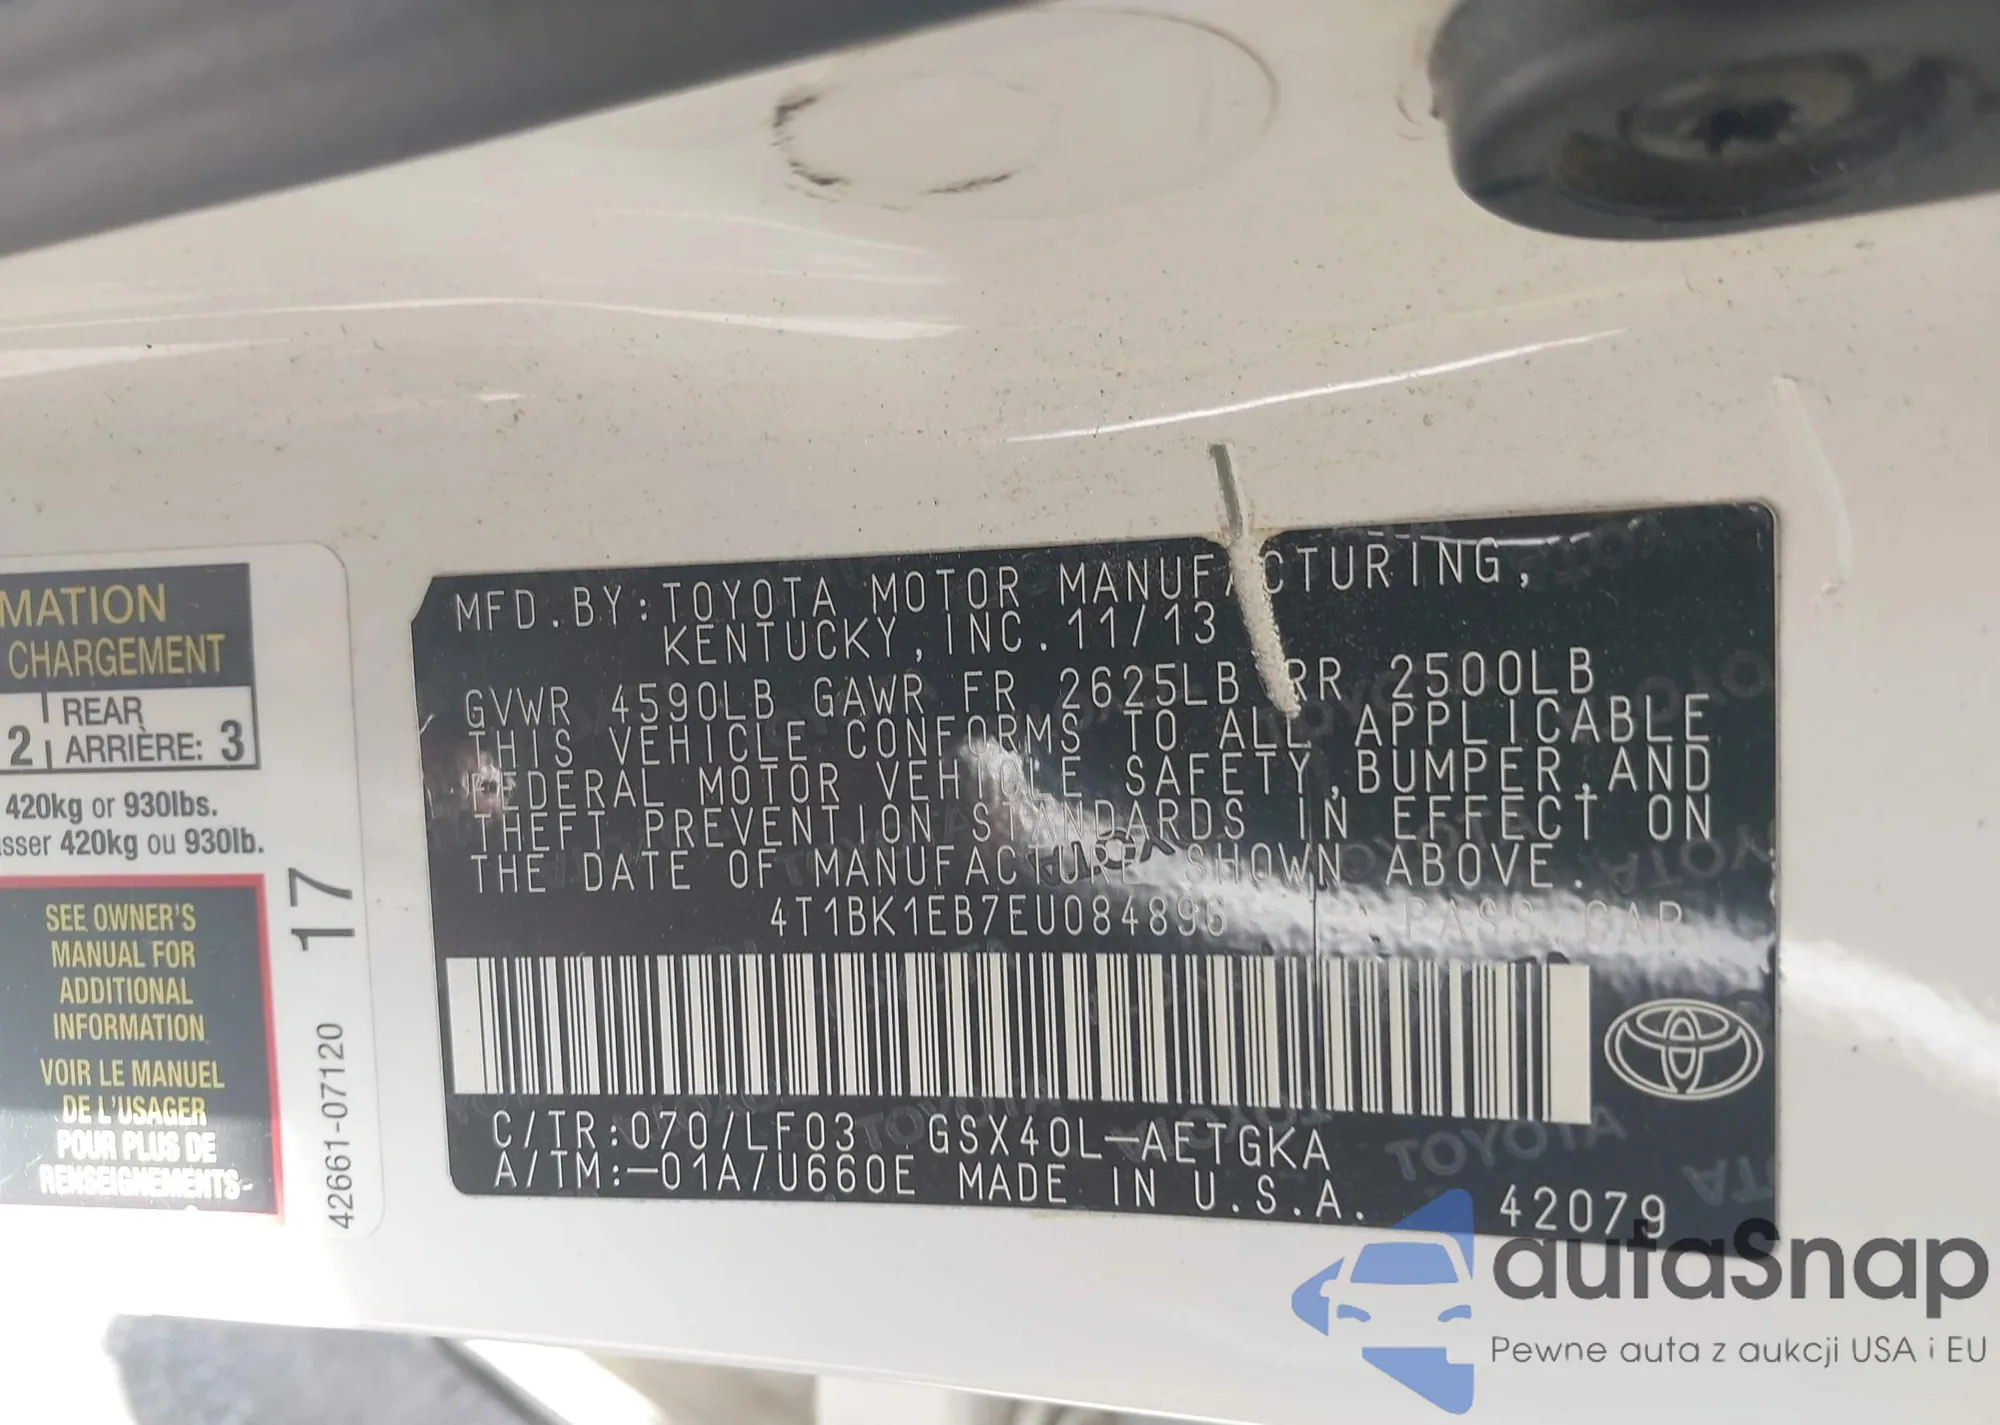 MATION
CHARGEMENT
2 REAR
ARRIÈRE: 3
420kg or 930lbs.
sser 420kg ou 930lb.
SEE OWNER'S
MANUAL FOR
ADDITIONAL
INFORMATION
VOIR LE MANUEL
DE L'USAGER
POUR PLUS DE
RENSEIGNEMENTS
17
42661-07120
MFD.BY:TOYOTA MOTOR MANUFACTURING,
KENTUCKY,INC.11/13
GVWR 4590LB GAWR FR 2625LB RR 2500LB
THIS VEHICLE CONFORMS TO ALL APPLICABLE
FEDERAL MOTOR VEHICLE SAFETY,BUMPER,AND
THEFT PREVENTION STANDARDS IN EFFECT ON
THE DATE OF MANUFACTURE SHOWN ABOVE.
4T1BK1EB7EU084896 PASS.CAR
C/TR:070/LF03 GSX40L-AETGKA
A/TM:-01A/U660E MADE IN U.S.A.
42079
autaSnap
Pewne auta z aukcji USA i EU